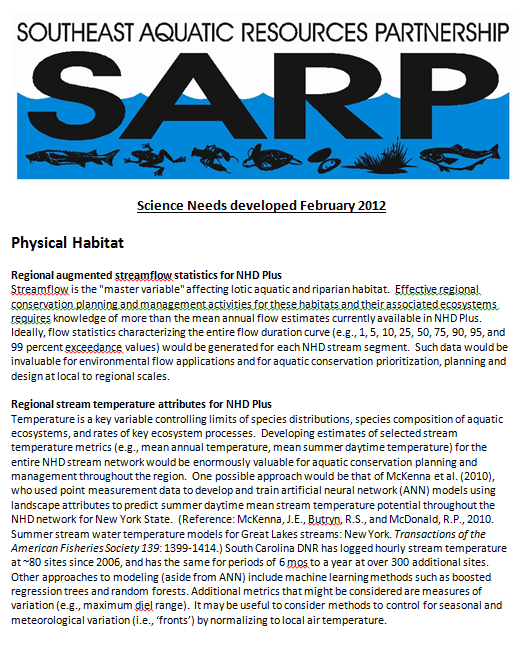 SOUTHEAST AQUATIC RESOURCES PARTNERSHIP
SARP
Science Needs developed February 2012
Physical Habitat
Regional augmented streamflow statistics for NHD Plus
Streamflow is the "master variable" affecting lotic aquatic and riparian habitat. Effective regional
conservation planning and management activities for these habitats and their associated ecosystems
requires knowledge of more than the mean annual flow estimates currently available in NHD Plus.
Ideally, flow statistics characterizing the entire flow duration curve (e.g., 1, 5, 10, 25, 50, 75, 90, 95, and
99 percent exceedance values) would be generated for each NHD stream segment. Such data would be
invaluable for environmental flow applications and for aquatic conservation prioritization, planning and
design at local to regional scales.
Regional stream temperature attributes for NHD Plus
Temperature is a key variable controlling limits of species distributions, species composition of aquatic
ecosystems, and rates of key ecosystem processes. Developing estimates of selected stream
temperature metrics (e.g., mean annual temperature, mean summer daytime temperature) for the
entire NHD stream network would be enormously valuable for aquatic conservation planning and
management throughout the region. One possible approach would be that of McKenna et al. (2010),
who used point measurement data to develop and train artificial neural network (ANN) models using
landscape attributes to predict summer daytime mean stream temperature potential throughout the
NHD network for New York State. (Reference: McKenna, J.E., Butryn, R.S., and McDonald, R.P., 2010.
Summer stream water temperature models for Great Lakes streams: New York. Transactions of the
American Fisheries Society 139: 1399-1414.) South Carolina DNR has logged hourly stream temperature
at ~80 sites since 2006, and has the same for periods of 6 mos to a year at over 300 additional sites.
Other approaches to modeling (aside from ANN) include machine learning methods such as boosted
regression trees and random forests. Additional metrics that might be considered are measures of
variation (e.g., maximum diel range). It may be useful to consider methods to control for seasonal and
meteorological variation (i.e., ‘fronts’) by normalizing to local air temperature.